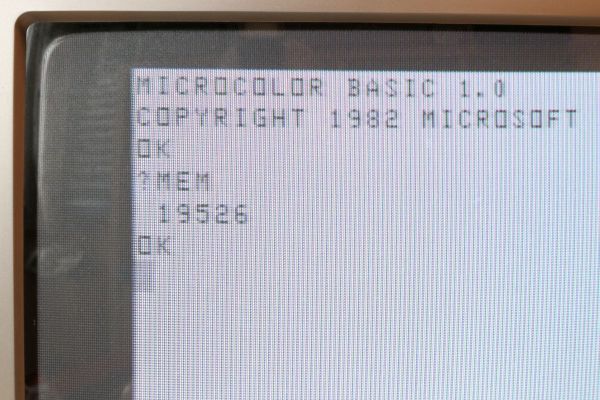 MICROCOLOR BASIC 1.0
COPYRIGHT 1982 MICROSOFT
OK
?MEM
 19526
OK